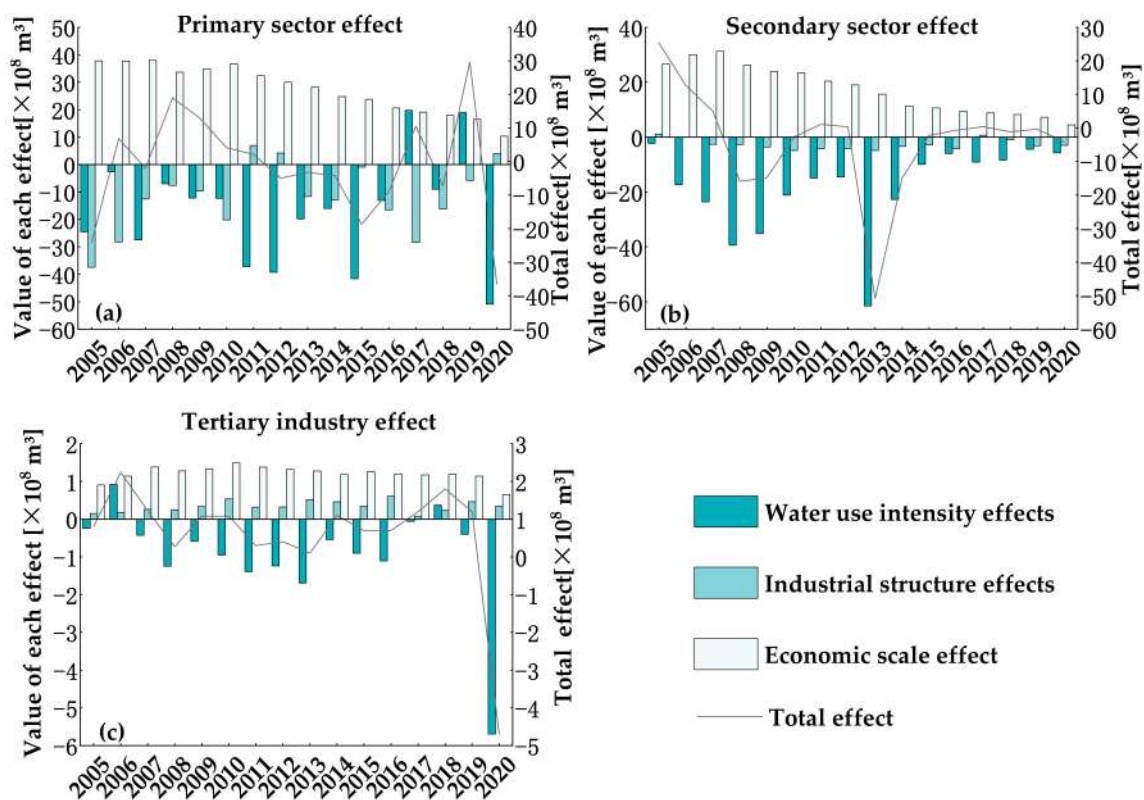 Primary sector effect
Value of each effect[×10⁸ m³]
50
40
30
20
10
0
−10
−20
−30
−40
−50
−60
(a)
30
20
10
0
−10
−20
−30
−40
−50
Total effect[×10⁸ m³]
2005 2006 2007 2008 2009 2010 2011 2012 2013 2014 2015 2016 2017 2018 2019 2020
Secondary sector effect
Value of each effect [×10⁸ m³]
40
20
0
−20
−40
−60
(b)
30
20
10
0
−10
−20
−30
−40
−50
−60
Total effect[×10⁸ m³]
2005 2006 2007 2008 2009 2010 2011 2012 2013 2014 2015 2016 2017 2018 2019 2020
Tertiary industry effect
Value of each effect [×10⁸ m³]
2
1
0
−1
−2
−3
−4
−5
−6
(c)
3
2
1
0
−1
−2
−3
−4
−5
Total effect[×10⁸ m³]
2005 2006 2007 2008 2009 2010 2011 2012 2013 2014 2015 2016 2017 2018 2019 2020
Water use intensity effects
Industrial structure effects
Economic scale effect
Total effect